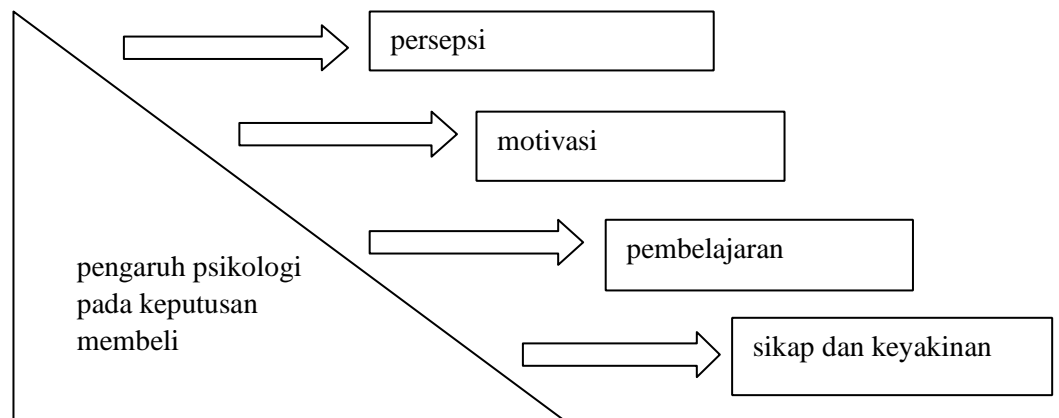 persepsi
motivasi
pembelajaran
pengaruh psikologi
pada keputusan
membeli
sikap dan keyakinan